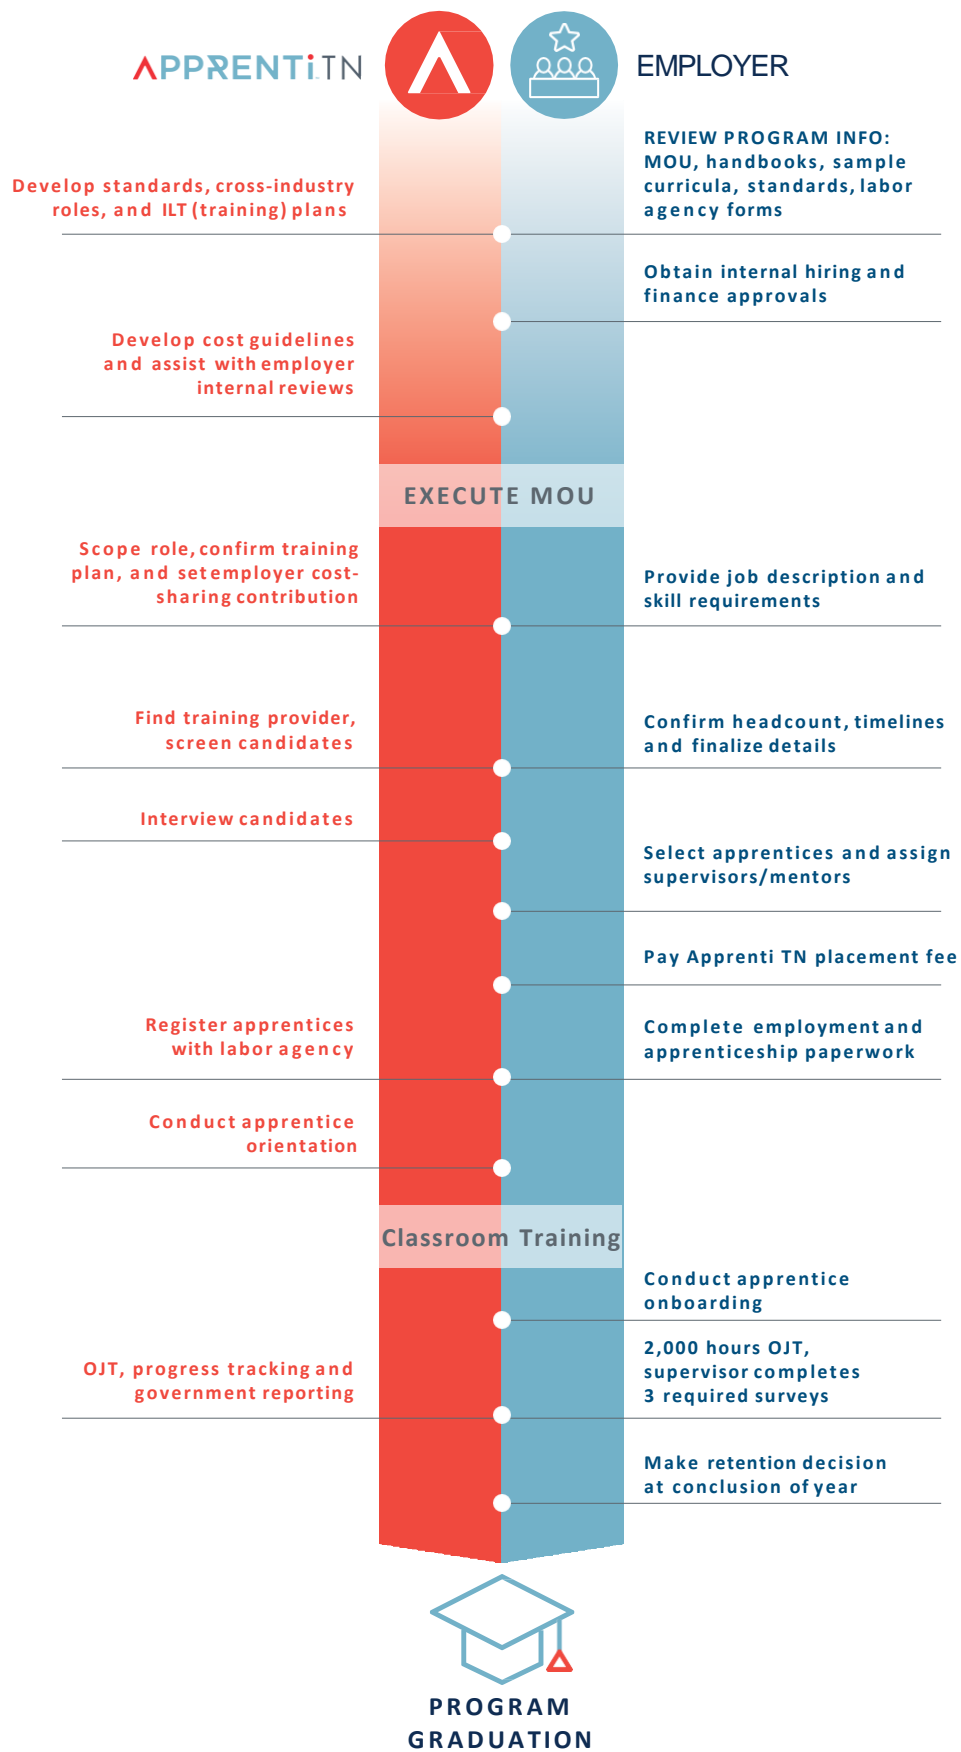 APPRENTi TN
EMPLOYER
REVIEW PROGRAM INFO:
MOU, handbooks, sample
curricula, standards, labor
agency forms
Develop standards, cross-industry
roles, and ILT (training) plans
Obtain internal hiring and
finance approvals
Develop cost guidelines
and assist with employer
internal reviews
EXECUTE MOU
Scope role, confirm training
plan, and set employer cost-
sharing contribution
Provide job description and
skill requirements
Find training provider,
screen candidates
Confirm headcount, timelines
and finalize details
Interview candidates
Select apprentices and assign
supervisors/mentors
Pay Apprenti TN placement fee
Register apprentices
with labor agency
Complete employment and
apprenticeship paperwork
Conduct apprentice
orientation
Classroom Training
Conduct apprentice
onboarding
OJT, progress tracking and
government reporting
2,000 hours OJT,
supervisor completes
3 required surveys
Make retention decision
at conclusion of year
PROGRAM
GRADUATION